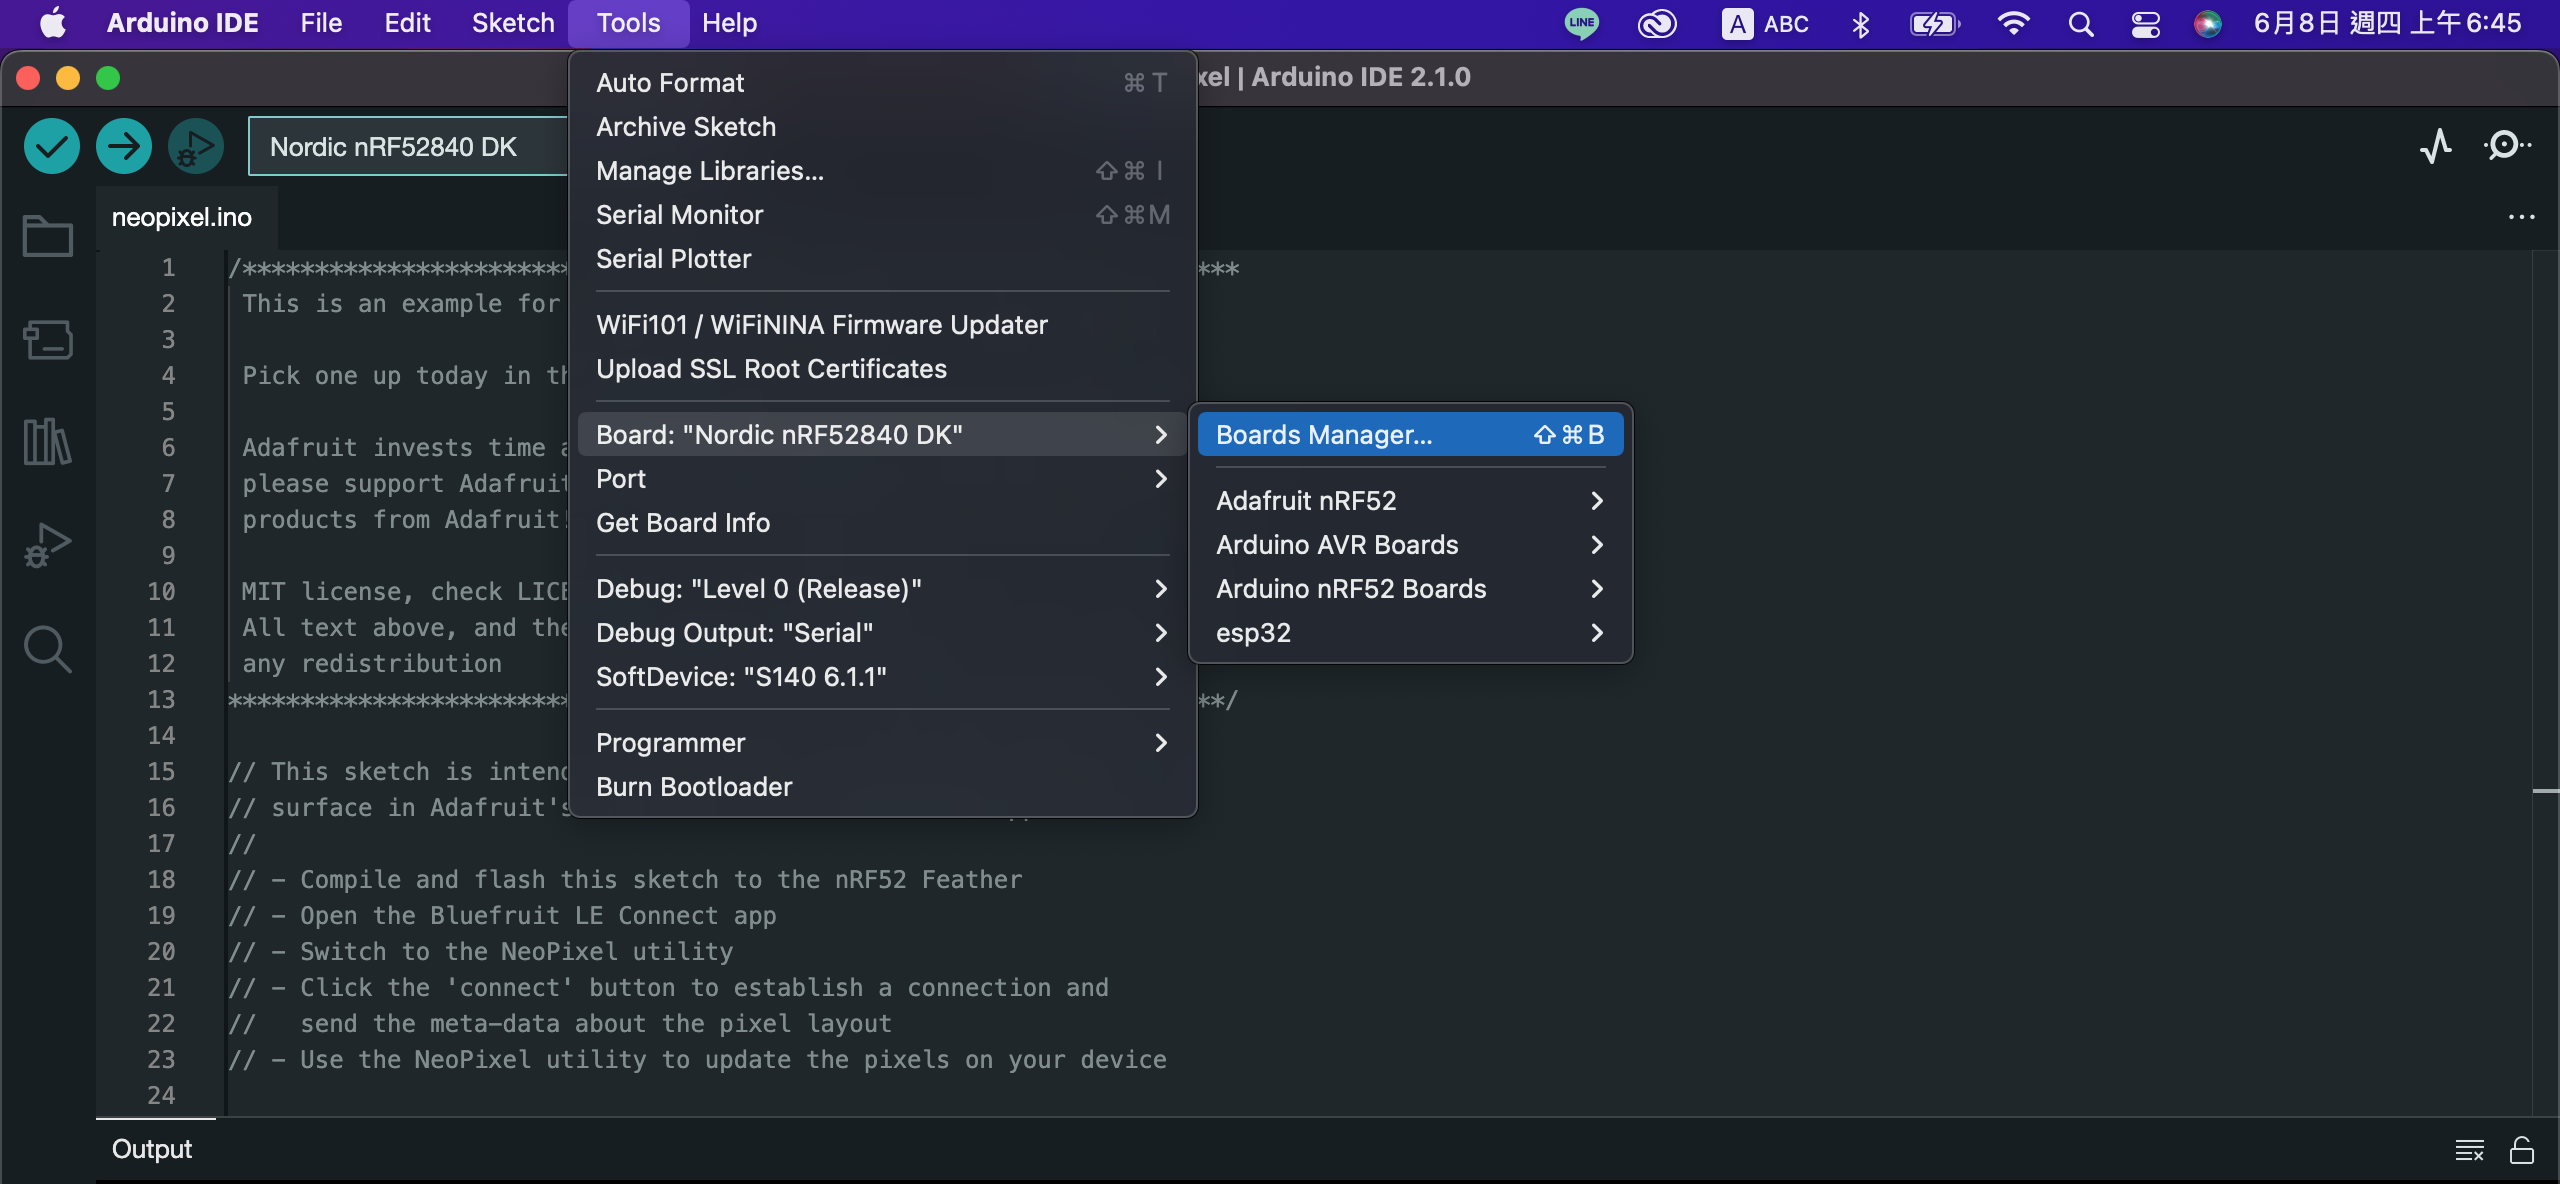 Arduino IDE File Edit Sketch Tools Help LINE A ABC 6月8日 週四 上午6:45
xel | Arduino IDE 2.1.0
Nordic nRF52840 DK
neopixel.ino
Auto Format ⌘T
Archive Sketch
Manage Libraries... ⇧⌘I
Serial Monitor ⇧⌘M
Serial Plotter
WiFi101 / WiFiNINA Firmware Updater
Upload SSL Root Certificates
Board: "Nordic nRF52840 DK"
Port
Get Board Info
Debug: "Level 0 (Release)"
Debug Output: "Serial"
SoftDevice: "S140 6.1.1"
Programmer
Burn Bootloader
Boards Manager... ⇧⌘B
Adafruit nRF52
Arduino AVR Boards
Arduino nRF52 Boards
esp32
1 /*********************** ***
2 This is an example for
3
4 Pick one up today in th
5
6 Adafruit invests time a
7 please support Adafruit
8 products from Adafruit!
9
10 MIT license, check LICE
11 All text above, and the
12 any redistribution
13 ************************ **/
14
15 // This sketch is intend
16 // surface in Adafruit's
17 //
18 // - Compile and flash this sketch to the nRF52 Feather
19 // - Open the Bluefruit LE Connect app
20 // - Switch to the NeoPixel utility
21 // - Click the 'connect' button to establish a connection and
22 //   send the meta-data about the pixel layout
23 // - Use the NeoPixel utility to update the pixels on your device
24
Output